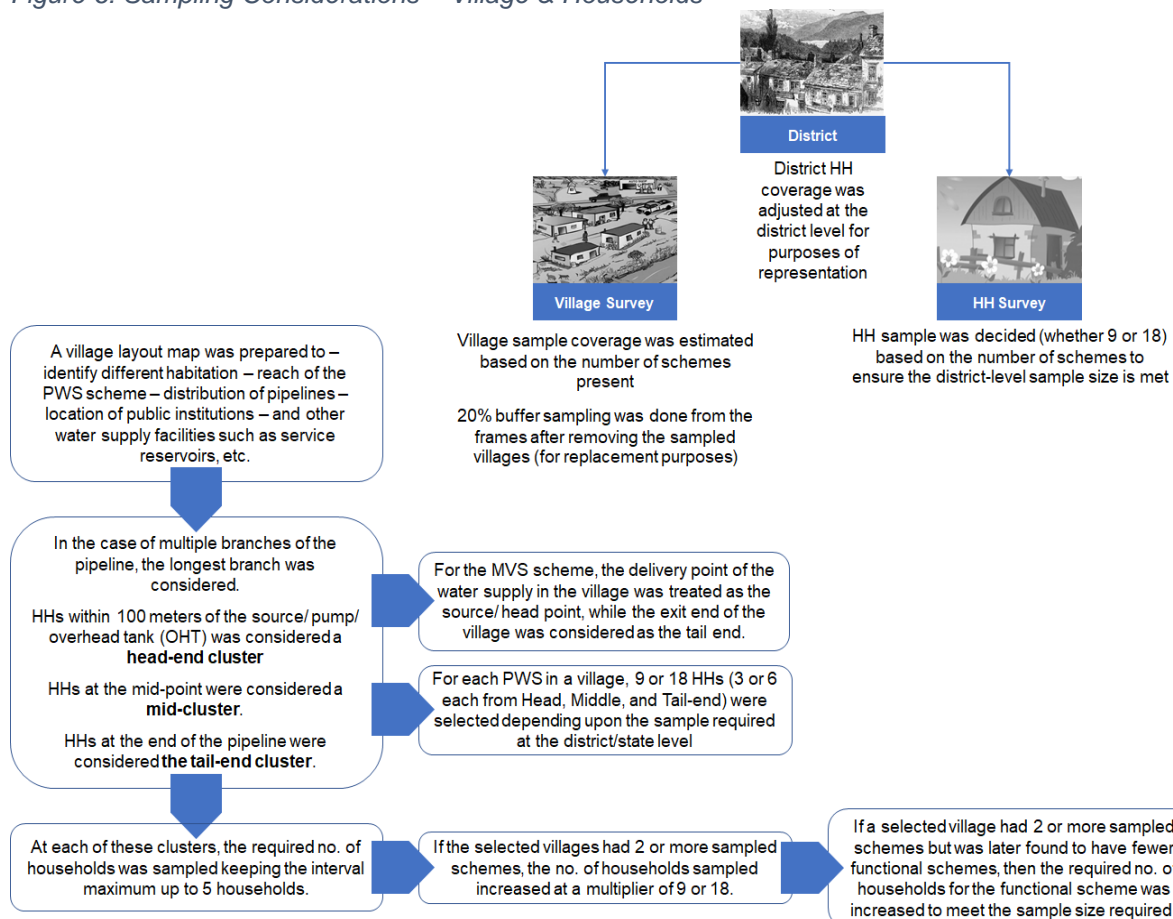 District
District HH
coverage was
adjusted at the
district level for
purposes of
representation
Village Survey
HH Survey
Village sample coverage was estimated
based on the number of schemes
present
20% buffer sampling was done from the
frames after removing the sampled
villages (for replacement purposes)
HH sample was decided (whether 9 or 18)
based on the number of schemes to
ensure the district-level sample size is met
A village layout map was prepared to –
identify different habitation – reach of the
PWS scheme – distribution of pipelines –
location of public institutions – and other
water supply facilities such as service
reservoirs, etc.
In the case of multiple branches of the
pipeline, the longest branch was
considered.
HHs within 100 meters of the source/ pump/
overhead tank (OHT) was considered a
head-end cluster
HHs at the mid-point were considered a
mid-cluster.
HHs at the end of the pipeline were
considered the tail-end cluster.
For the MVS scheme, the delivery point of the
water supply in the village was treated as the
source/ head point, while the exit end of the
village was considered as the tail end.
For each PWS in a village, 9 or 18 HHs (3 or 6
each from Head, Middle, and Tail-end) were
selected depending upon the sample required
at the district/state level
At each of these clusters, the required no. of
households was sampled keeping the interval
maximum up to 5 households.
If the selected villages had 2 or more sampled
schemes, the no. of households sampled
increased at a multiplier of 9 or 18.
If a selected village had 2 or more sampled
schemes but was later found to have fewer
functional schemes, then the required no. of
households for the functional scheme was
increased to meet the sample size required